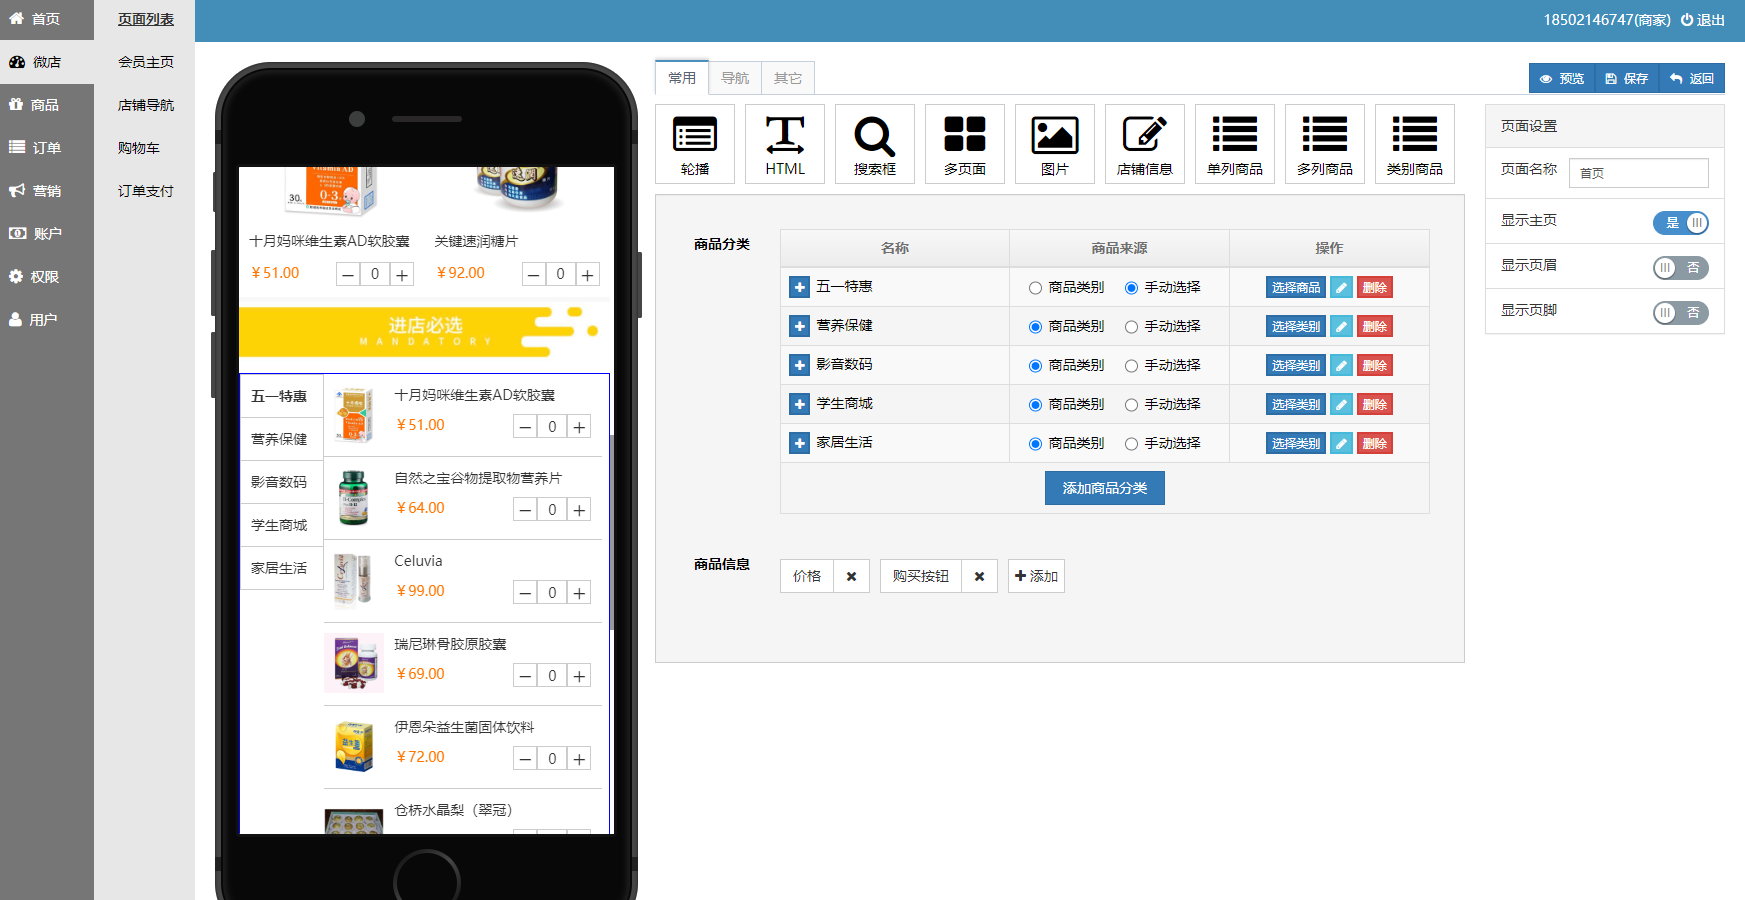 首页
微店
商品
订单
营销
账户
权限
用户
页面列表
会员主页
店铺导航
购物车
订单支付
18502146747(商家) 退出
十月妈咪维生素AD软胶囊
￥51.00
0
关键速润糖片
￥92.00
0
进店必选
MANDATORY
五一特惠
营养保健
影音数码
学生商城
家居生活
十月妈咪维生素AD软胶囊
￥51.00
0
自然之宝谷物提取物营养片
￥64.00
0
Celuvia
￥99.00
0
瑞尼琳骨胶原胶囊
￥69.00
0
伊恩朵益生菌固体饮料
￥72.00
0
仓桥水晶梨（翠冠）
常用 导航 其它
预览 保存 返回
轮播 HTML 搜索框 多页面 图片 店铺信息 单列商品 多列商品 类别商品
商品分类
名称 商品来源 操作
五一特惠 商品类别 手动选择 选择商品 删除
营养保健 商品类别 手动选择 选择类别 删除
影音数码 商品类别 手动选择 选择类别 删除
学生商城 商品类别 手动选择 选择类别 删除
家居生活 商品类别 手动选择 选择类别 删除
添加商品分类
商品信息 价格 购买按钮 添加
页面设置
页面名称 首页
显示主页 是
显示页眉 否
显示页脚 否